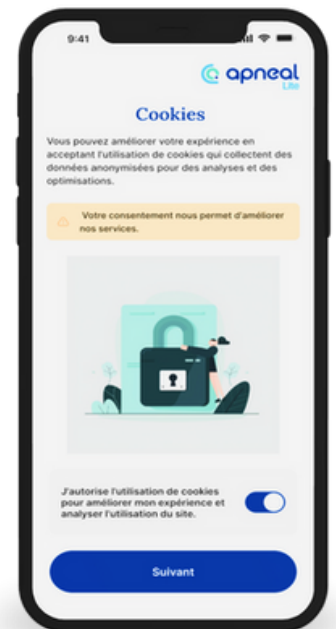 9:41
apneal
Lite
Cookies
Vous pouvez améliorer votre expérience en
acceptant l'utilisation de cookies qui collectent des
données anonymisées pour des analyses et des
optimisations.
Votre consentement nous permet d'améliorer
nos services.
J'autorise l'utilisation de cookies
pour améliorer mon expérience et
analyser l'utilisation du site.
Suivant